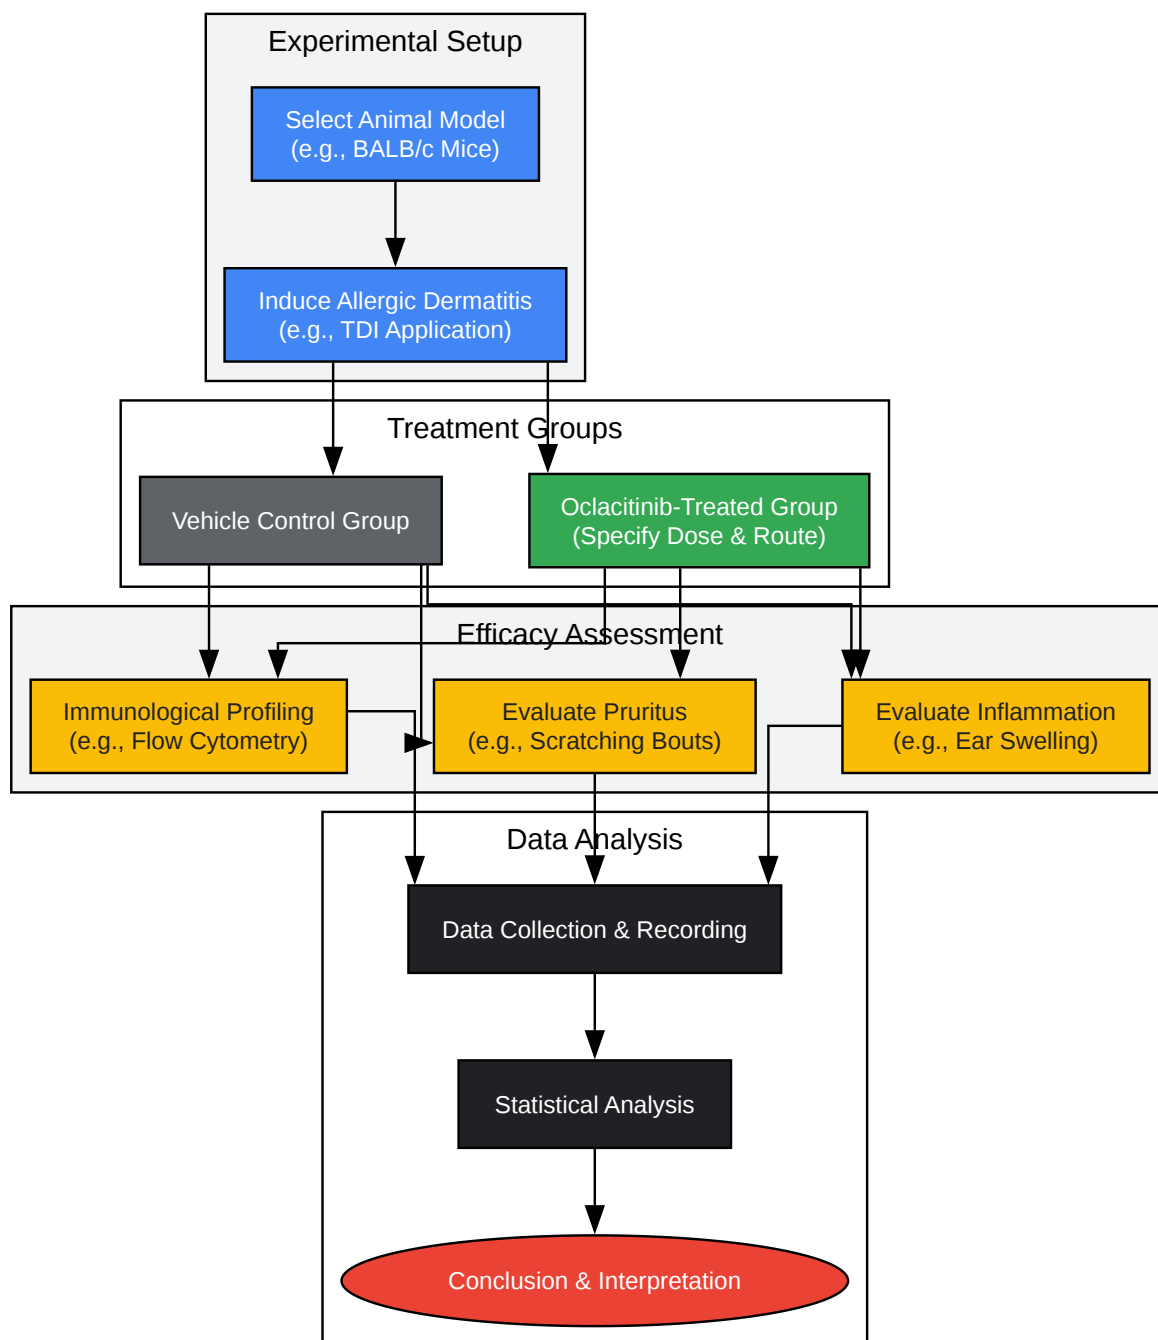 Experimental Setup
Select Animal Model
(e.g., BALB/c Mice)
Induce Allergic Dermatitis
(e.g., TDI Application)
Treatment Groups
Vehicle Control Group
Oclacitinib-Treated Group
(Specify Dose & Route)
Efficacy Assessment
Immunological Profiling
(e.g., Flow Cytometry)
Evaluate Pruritus
(e.g., Scratching Bouts)
Evaluate Inflammation
(e.g., Ear Swelling)
Data Analysis
Data Collection & Recording
Statistical Analysis
Conclusion & Interpretation